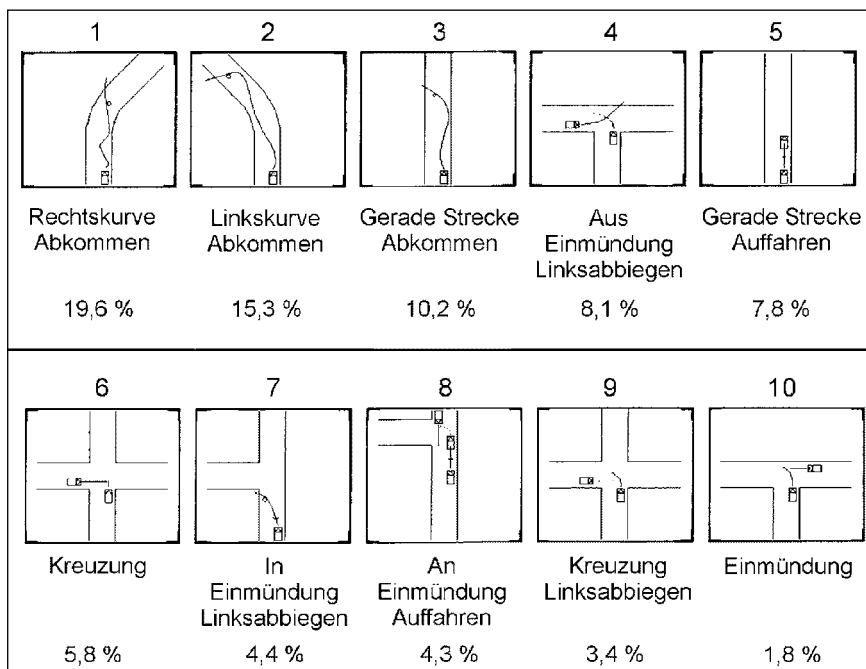 1 2 3 4 5
Rechtskurve Linkskurve Gerade Strecke Aus Gerade Strecke
Abkommen Abkommen Abkommen Einmündung Auffahren
Linksabbiegen
19,6 % 15,3 % 10,2 % 8,1 % 7,8 %
6 7 8 9 10
Kreuzung In An Kreuzung Einmündung
Einmündung Einmündung Linksabbiegen
Linksabbiegen Auffahren
5,8 % 4,4 % 4,3 % 3,4 % 1,8 %